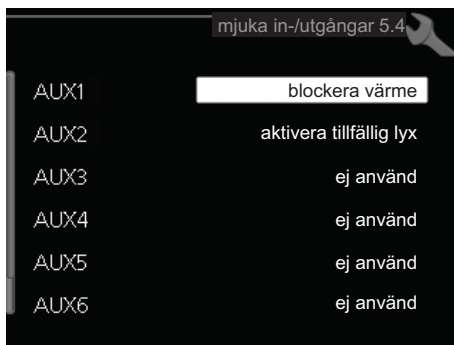 mjuka in-/utgångar 5.4
AUX1 blockera värme
AUX2 aktivera tillfällig lyx
AUX3 ej använd
AUX4 ej använd
AUX5 ej använd
AUX6 ej använd